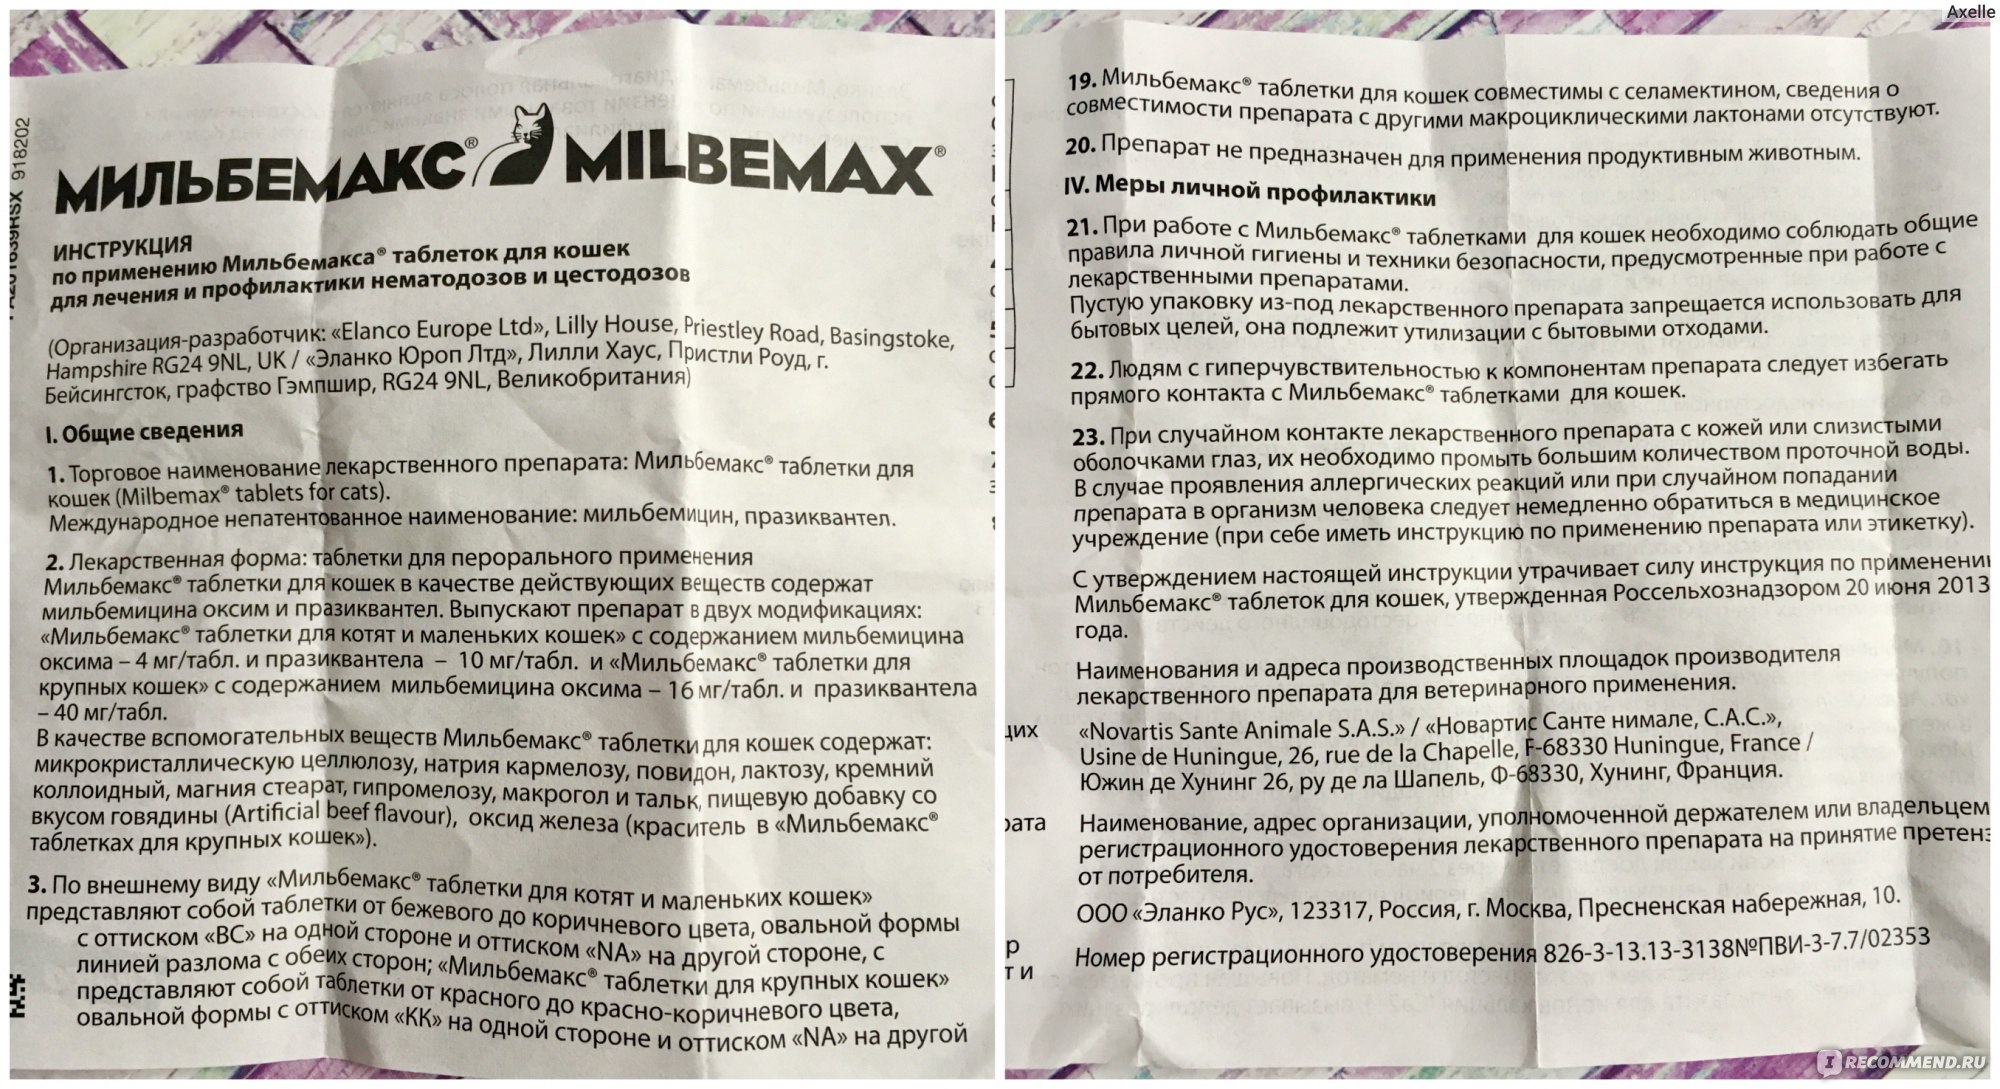 Axelle
918202
МИЛЬБЕМАКС® MILBEMAX®
ИНСТРУКЦИЯ
по применению Мильбемакса® таблеток для кошек
для лечения и профилактики нематодозов и цестодозов
(Организация-разработчик: «Elanco Europe Ltd», Lilly House, Priestley Road, Basingstoke,
Hampshire RG24 9NL, UK / «Эланко Юроп Лтд», Лилли Хаус, Пристли Роуд, г.
Бейсингсток, графство Гэмпшир, RG24 9NL, Великобритания)
I. Общие сведения
1. Торговое наименование лекарственного препарата: Мильбемакс® таблетки для
кошек (Milbemax® tablets for cats).
Международное непатентованное наименование: мильбемицин, празиквантел.
2. Лекарственная форма: таблетки для перорального применения
Мильбемакс® таблетки для кошек в качестве действующих веществ содержат
мильбемицина оксим и празиквантел. Выпускают препарат в двух модификациях:
«Мильбемакс® таблетки для котят и маленьких кошек» с содержанием мильбемицина
оксима – 4 мг/табл. и празиквантела – 10 мг/табл. и «Мильбемакс® таблетки для
крупных кошек» с содержанием мильбемицина оксима – 16 мг/табл. и празиквантела
– 40 мг/табл.
В качестве вспомогательных веществ Мильбемакс® таблетки для кошек содержат:
микрокристаллическую целлюлозу, натрия кармелозу, повидон, лактозу, кремний
коллоидный, магния стеарат, гипромелозу, макрогол и тальк, пищевую добавку со
вкусом говядины (Artificial beef flavour), оксид железа (краситель в «Мильбемакс®
таблетках для крупных кошек»).
3. По внешнему виду «Мильбемакс® таблетки для котят и маленьких кошек»
представляют собой таблетки от бежевого до коричневого цвета, овальной формы
с оттиском «BC» на одной стороне и оттиском «NA» на другой стороне, с
линией разлома с обеих сторон; «Мильбемакс® таблетки для крупных кошек»
представляют собой таблетки от красного до красно-коричневого цвета,
овальной формы с оттиском «KK» на одной стороне и оттиском «NA» на другой
19. Мильбемакс® таблетки для кошек совместимы с селамектином, сведения о
совместимости препарата с другими макроциклическими лактонами отсутствуют.
20. Препарат не предназначен для применения продуктивным животным.
IV. Меры личной профилактики
21. При работе с Мильбемакс® таблетками для кошек необходимо соблюдать общие
правила личной гигиены и техники безопасности, предусмотренные при работе с
лекарственными препаратами.
Пустую упаковку из-под лекарственного препарата запрещается использовать для
бытовых целей, она подлежит утилизации с бытовыми отходами.
22. Людям с гиперчувствительностью к компонентам препарата следует избегать
прямого контакта с Мильбемакс® таблетками для кошек.
23. При случайном контакте лекарственного препарата с кожей или слизистыми
оболочками глаз, их необходимо промыть большим количеством проточной воды.
В случае проявления аллергических реакций или при случайном попадании
препарата в организм человека следует немедленно обратиться в медицинское
учреждение (при себе иметь инструкцию по применению препарата или этикетку).
С утверждением настоящей инструкции утрачивает силу инструкция по применению
Мильбемакс® таблеток для кошек, утвержденная Россельхознадзором 20 июня 2013
года.
Наименования и адреса производственных площадок производителя
лекарственного препарата для ветеринарного применения.
«Novartis Sante Animale S.A.S.» / «Новартис Санте нимале, С.А.С.»,
Usine de Huningue, 26, rue de la Chapelle, F-68330 Huningue, France /
Южин де Хунинг 26, ру де ла Шапель, Ф-68330, Хунинг, Франция.
Наименование, адрес организации, уполномоченной держателем или владельцем
регистрационного удостоверения лекарственного препарата на принятие претенз
от потребителя.
ООО «Эланко Рус», 123317, Россия, г. Москва, Пресненская набережная, 10.
Номер регистрационного удостоверения 826-3-13.13-3138№ПВИ-3-7.7/02353
IRECOMMEND.RU